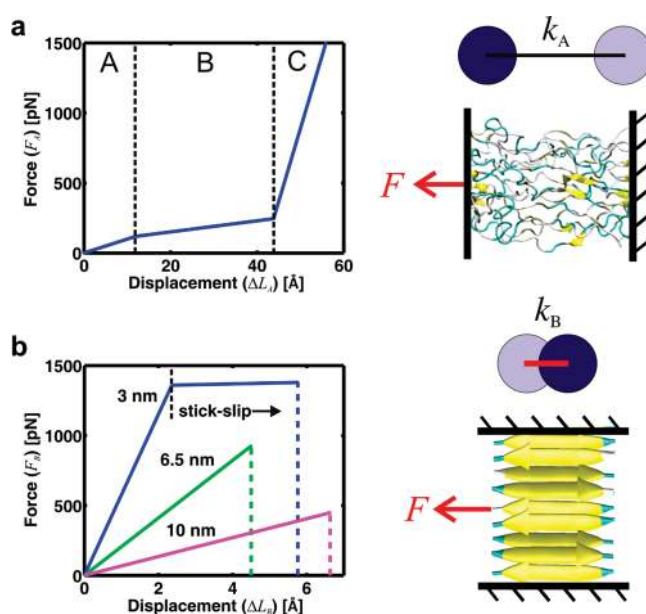 a
A
B
C
1500
1000
500
0
Force (F_A) [pN]
0
20
40
60
Displacement (ΔL_A) [Å]
k_A
F
b
1500
1000
500
0
Force (F_B) [pN]
3 nm
stick-slip
6.5 nm
10 nm
0
2
4
6
Displacement (ΔL_B) [Å]
k_B
F